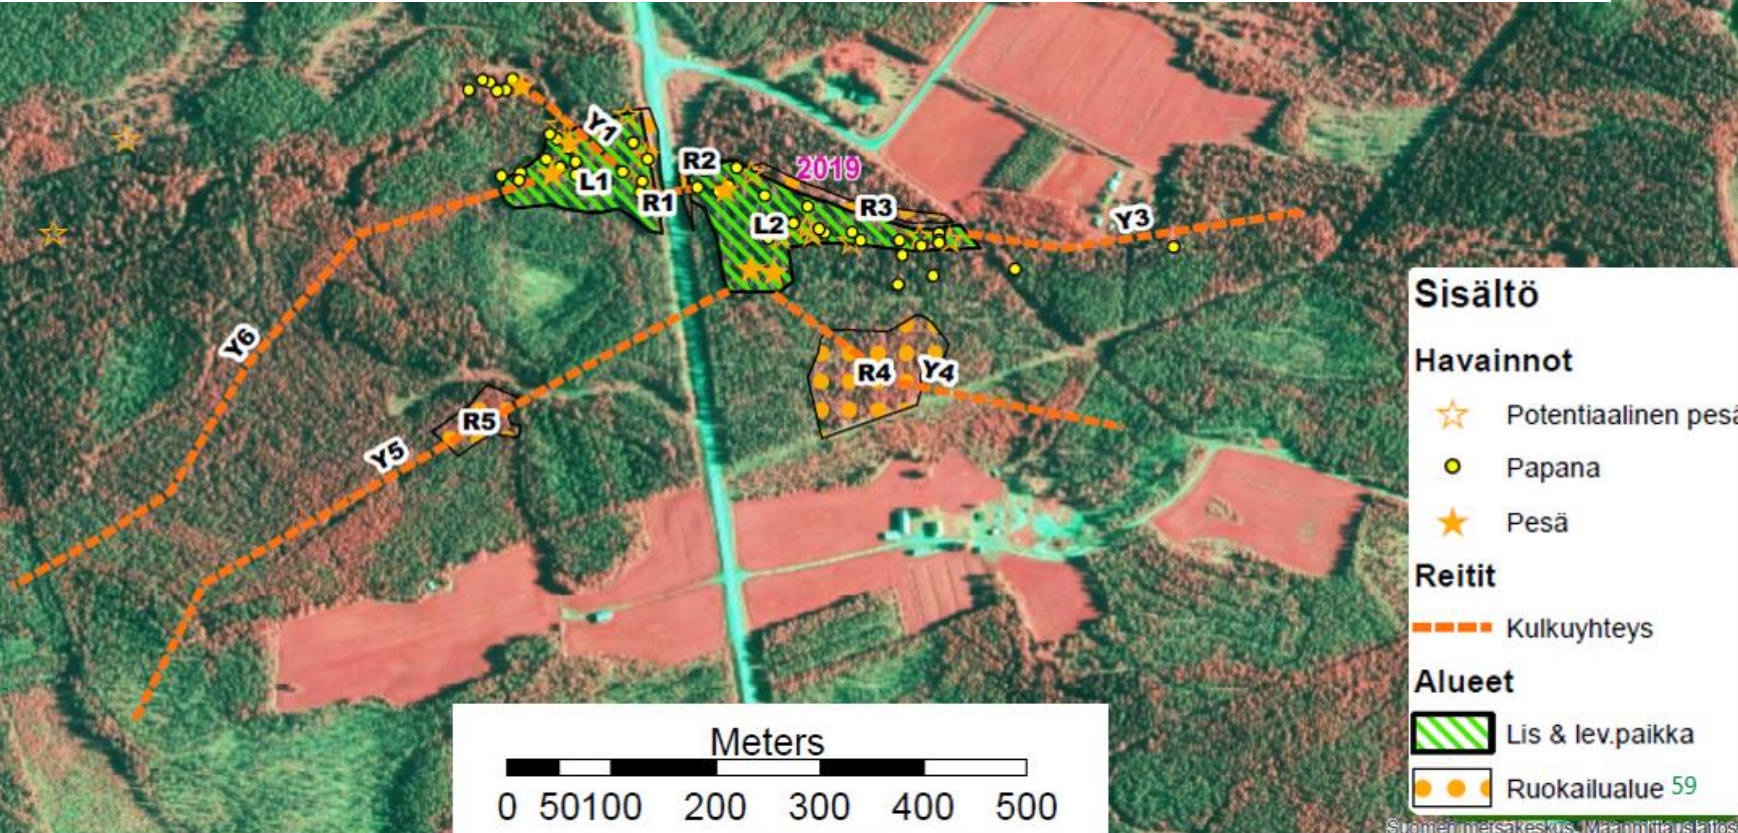 Y1
R2
2019
L1
R1
R3
L2
Y3
Y6
R4
Y4
R5
Y5
Sisältö
Havainnot
Potentiaalinen pesä
Papana
Pesä
Reitit
Kulkuyhteys
Alueet
Lis & lev.paikka
Ruokailualue 59
Meters
0 50100 200 300 400 500
Suomen metsäkeskus, Maanmittauslaitos